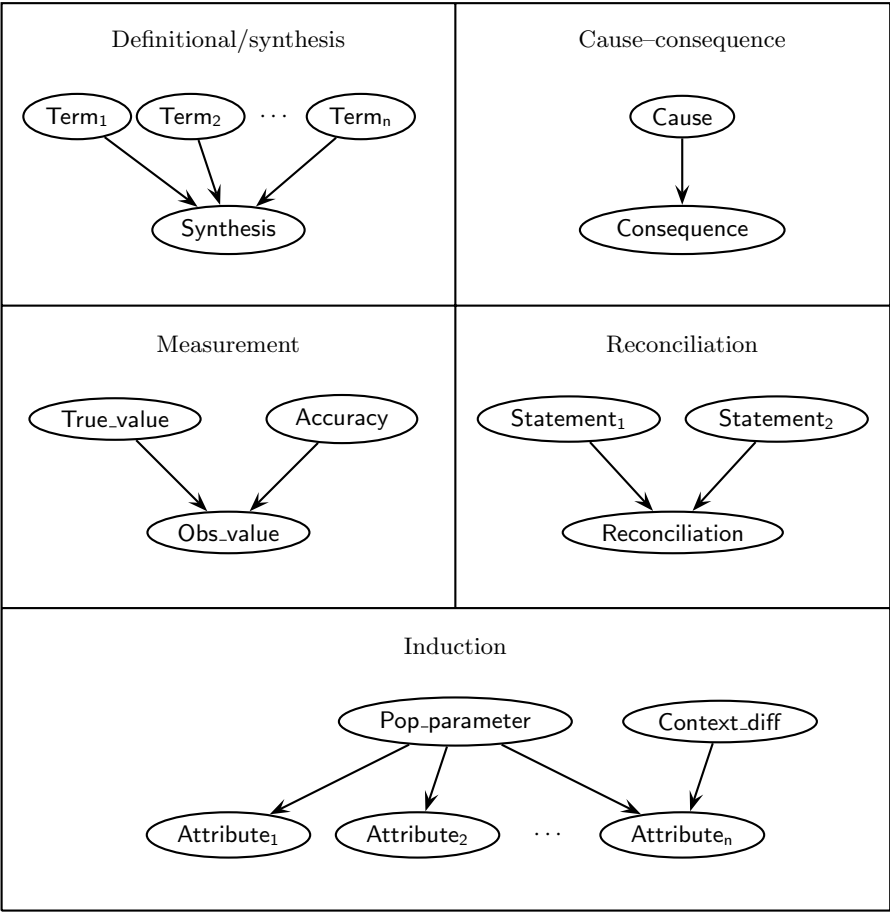 Definitional/synthesis
Term₁ Term₂ ··· Termₙ
Synthesis
Cause–consequence
Cause
Consequence
Measurement
True_value Accuracy
Obs_value
Reconciliation
Statement₁ Statement₂
Reconciliation
Induction
Pop_parameter Context_diff
Attribute₁ Attribute₂ ··· Attributeₙ